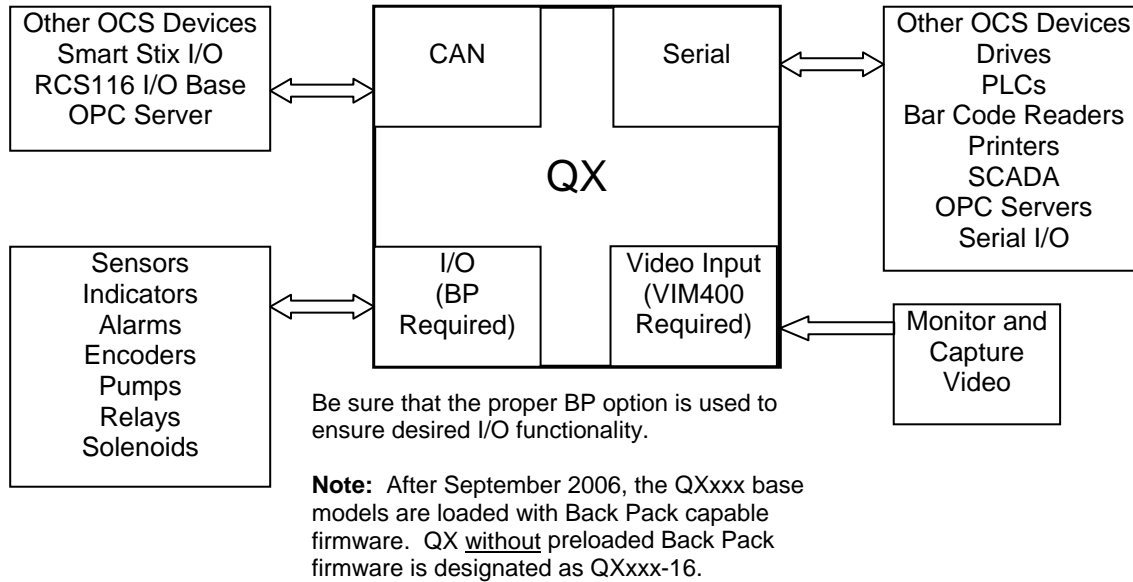 Other OCS Devices
Smart Stix I/O
RCS116 I/O Base
OPC Server
CAN
Serial
Other OCS Devices
Drives
PLCs
Bar Code Readers
Printers
SCADA
OPC Servers
Serial I/O
QX
Sensors
Indicators
Alarms
Encoders
Pumps
Relays
Solenoids
I/O
(BP
Required)
Video Input
(VIM400
Required)
Monitor and
Capture
Video
Be sure that the proper BP option is used to
ensure desired I/O functionality.
Note: After September 2006, the QXxxx base
models are loaded with Back Pack capable
firmware. QX without preloaded Back Pack
firmware is designated as QXxxx-16.